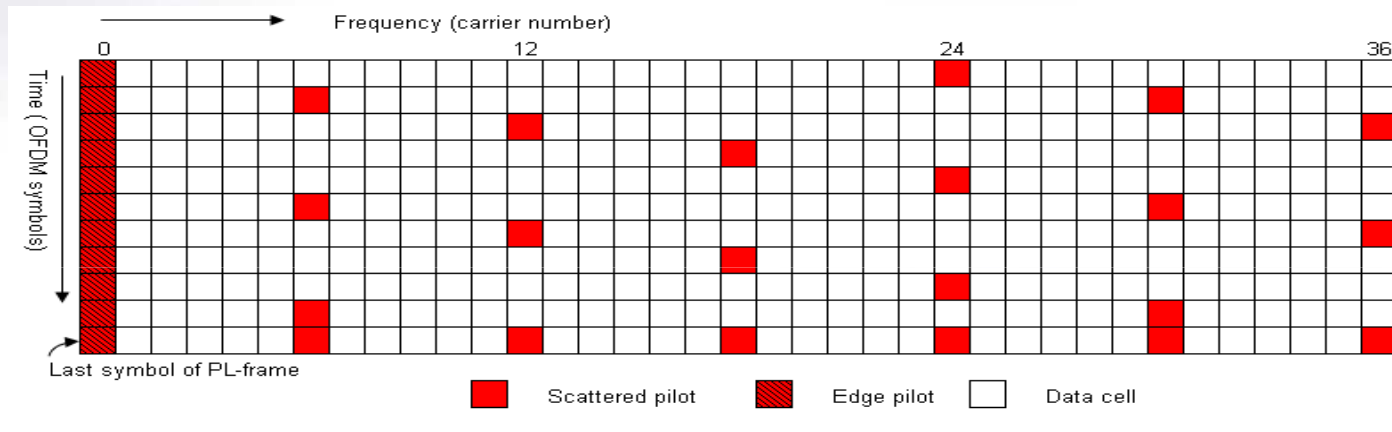 Frequency (carrier number)
0 12 24 36
Time ( OFDM symbols)
Last symbol of PL-frame
Scattered pilot Edge pilot Data cell